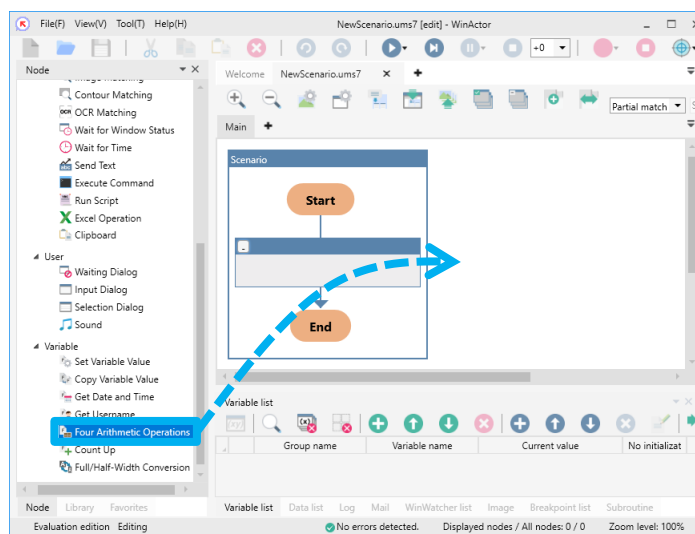 File(F) View(V) Tool(T) Help(H) NewScenario.ums7 [edit] - WinActor
+0
Node
Welcome NewScenario.ums7
Contour Matching
OCR Matching
Wait for Window Status
Wait for Time
Send Text
Execute Command
Run Script
Excel Operation
Clipboard
User
Waiting Dialog
Input Dialog
Selection Dialog
Sound
Variable
Set Variable Value
Copy Variable Value
Get Date and Time
Get Username
Four Arithmetic Operations
Count Up
Full/Half-Width Conversion
Node Library Favorites
Partial match
Main
Scenario
Start
End
Variable list
Group name Variable name Current value No initializat
Variable list Data list Log Mail WinWatcher list Image Breakpoint list Subroutine
Evaluation edition Editing No errors detected. Displayed nodes / All nodes: 0 / 0 Zoom level: 100%